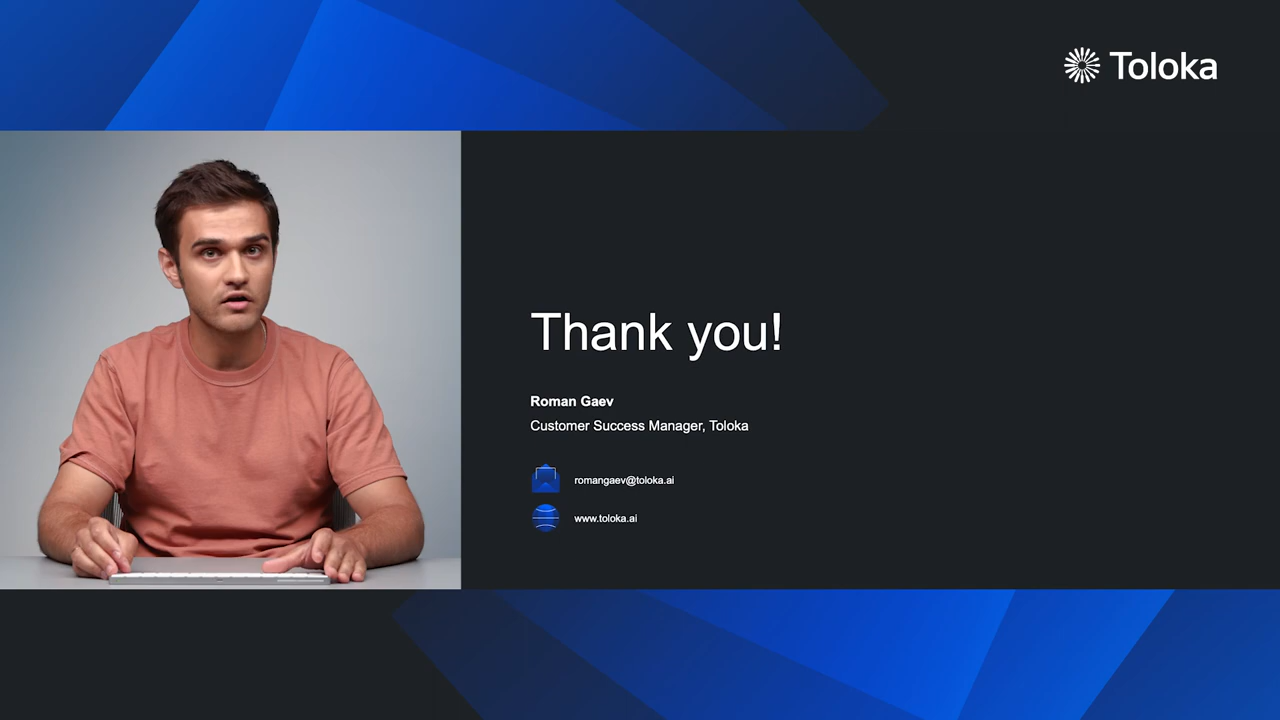 Toloka
Thank you!
Roman Gaev
Customer Success Manager, Toloka
romangaev@toloka.ai
www.toloka.ai